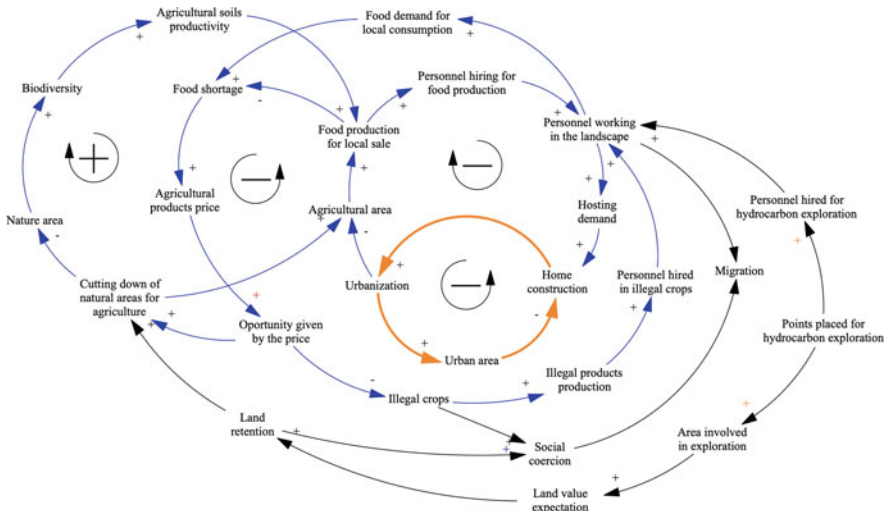 Agricultural soils
productivity
Food demand for
local consumption
Biodiversity
Food shortage
Personnel hiring for
food production
Food production
for local sale
Personnel working
in the landscape
Agricultural
products price
Agricultural area
Hosting
demand
Personnel hired for
hydrocarbon exploration
Nature area
Cutting down of
natural areas for
agriculture
Urbanization
Home
construction
Personnel hired
in illegal crops
Migration
Oportunity given
by the price
Urban area
Illegal products
production
Points placed for
hydrocarbon exploration
Illegal crops
Land
retention
Social
coercion
Area involved
in exploration
Land value
expectation